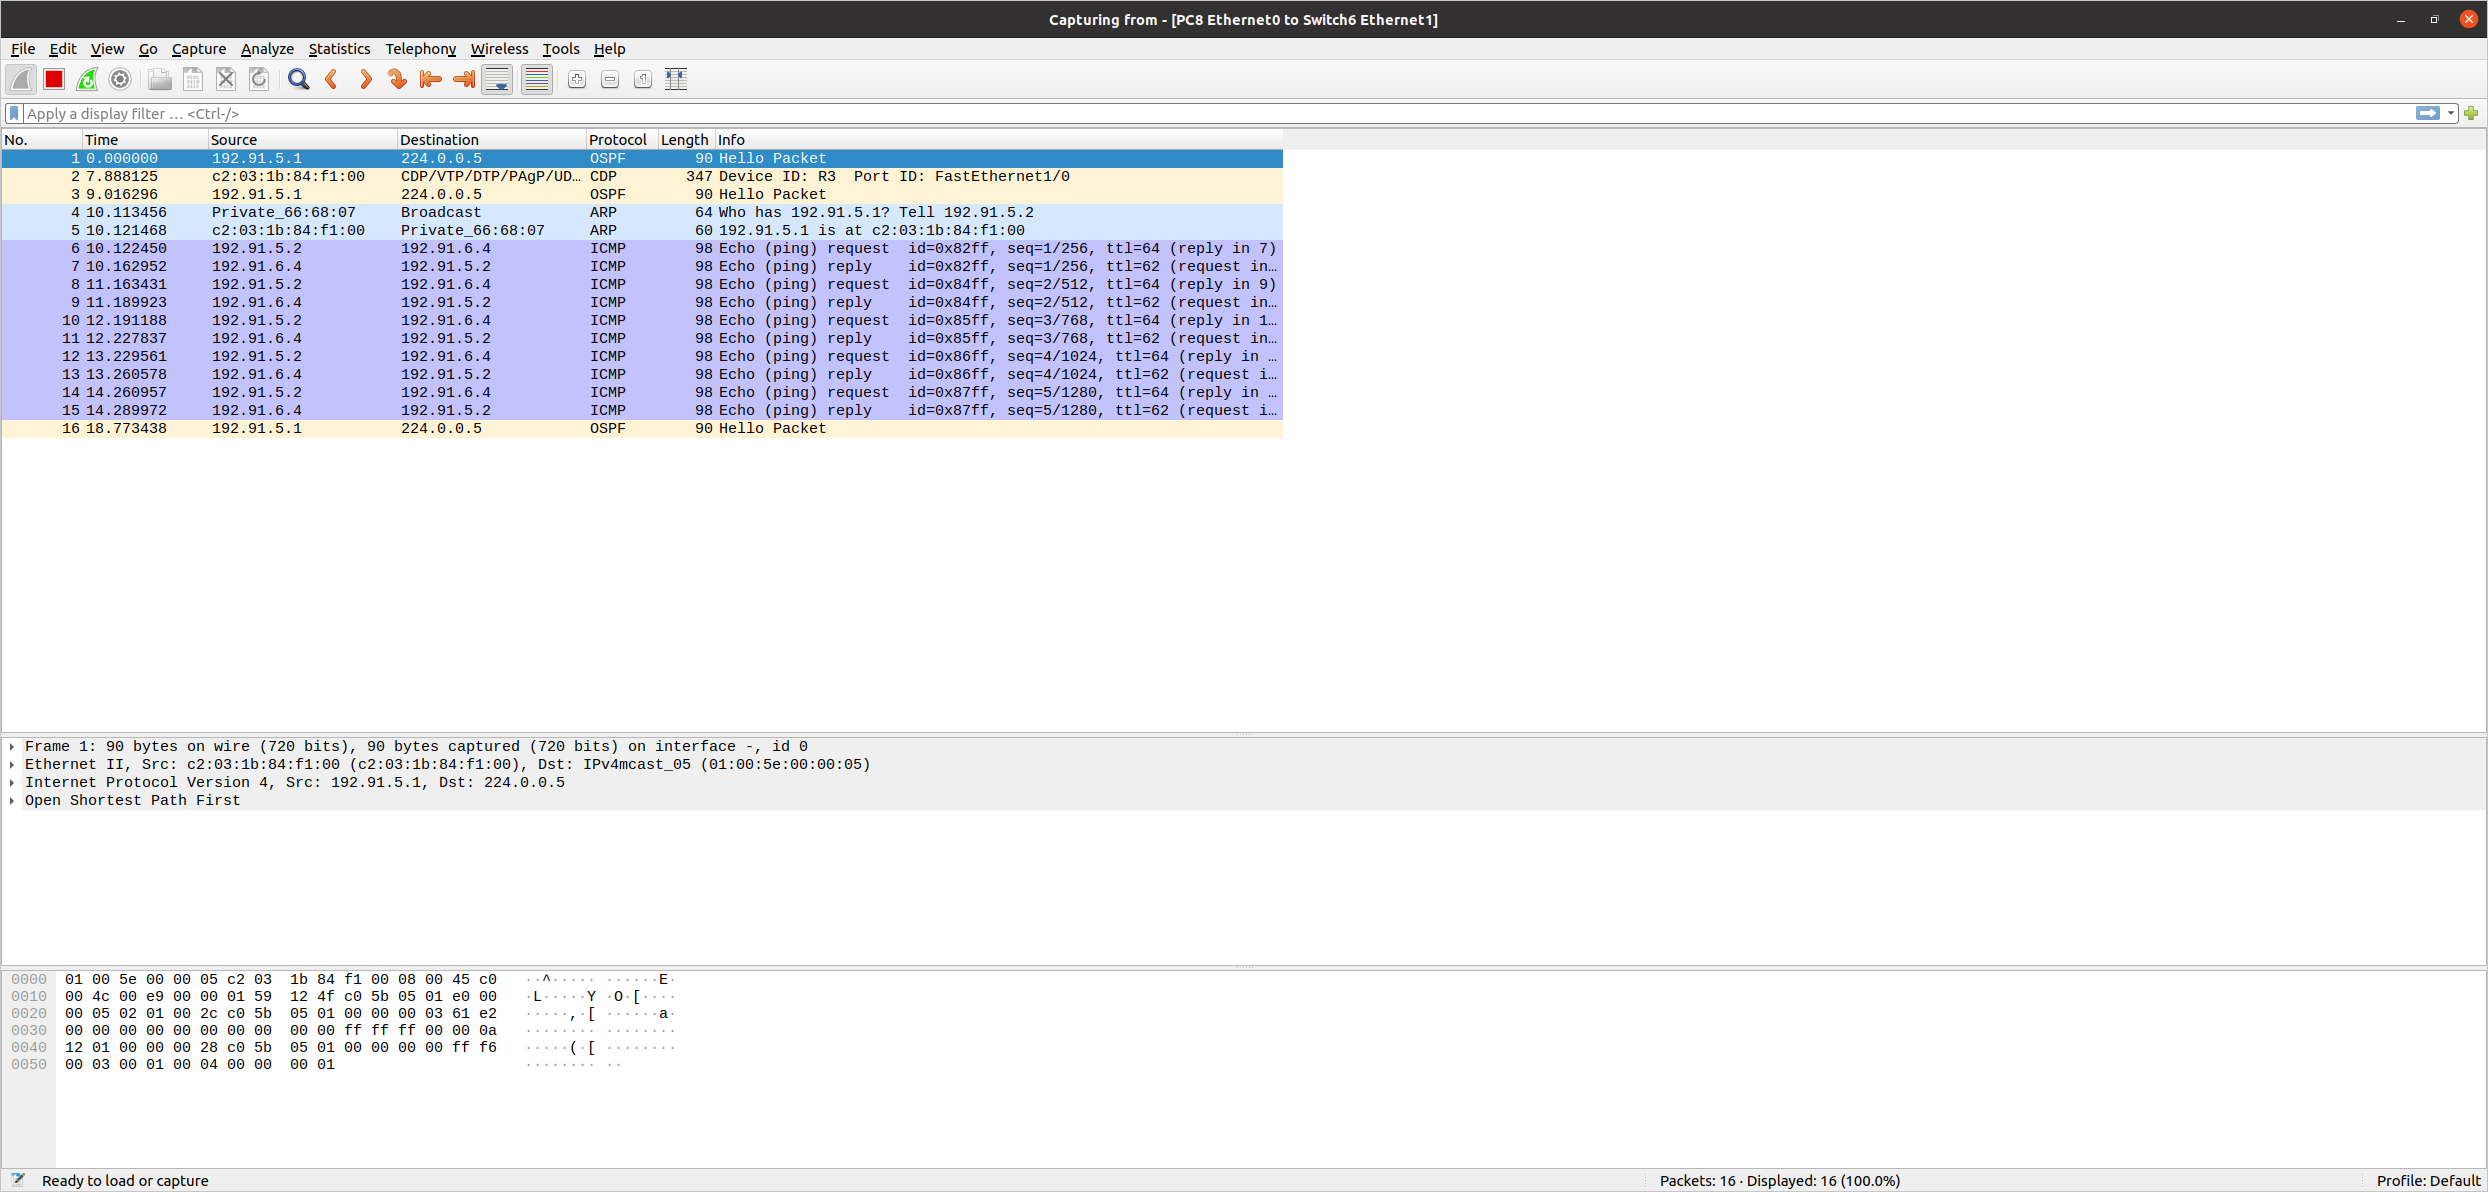 Capturing from - [PC8 Ethernet0 to Switch6 Ethernet1]
File Edit View Go Capture Analyze Statistics Telephony Wireless Tools Help
Apply a display filter … <Ctrl-/>
No. Time Source Destination Protocol Length Info
1 0.000000 192.91.5.1 224.0.0.5 OSPF 90 Hello Packet
2 7.888125 c2:03:1b:84:f1:00 CDP/VTP/DTP/PAgP/UD… CDP 347 Device ID: R3 Port ID: FastEthernet1/0
3 9.016296 192.91.5.1 224.0.0.5 OSPF 90 Hello Packet
4 10.113456 Private_66:68:07 Broadcast ARP 64 Who has 192.91.5.1? Tell 192.91.5.2
5 10.121468 c2:03:1b:84:f1:00 Private_66:68:07 ARP 60 192.91.5.1 is at c2:03:1b:84:f1:00
6 10.122450 192.91.5.2 192.91.6.4 ICMP 98 Echo (ping) request id=0x82ff, seq=1/256, ttl=64 (reply in 7)
7 10.162952 192.91.6.4 192.91.5.2 ICMP 98 Echo (ping) reply id=0x82ff, seq=1/256, ttl=62 (request in…
8 11.163431 192.91.5.2 192.91.6.4 ICMP 98 Echo (ping) request id=0x84ff, seq=2/512, ttl=64 (reply in 9)
9 11.189923 192.91.6.4 192.91.5.2 ICMP 98 Echo (ping) reply id=0x84ff, seq=2/512, ttl=62 (request in…
10 12.191188 192.91.5.2 192.91.6.4 ICMP 98 Echo (ping) request id=0x85ff, seq=3/768, ttl=64 (reply in 1…
11 12.227837 192.91.6.4 192.91.5.2 ICMP 98 Echo (ping) reply id=0x85ff, seq=3/768, ttl=62 (request in…
12 13.229561 192.91.5.2 192.91.6.4 ICMP 98 Echo (ping) request id=0x86ff, seq=4/1024, ttl=64 (reply in …
13 13.260578 192.91.6.4 192.91.5.2 ICMP 98 Echo (ping) reply id=0x86ff, seq=4/1024, ttl=62 (request i…
14 14.260957 192.91.5.2 192.91.6.4 ICMP 98 Echo (ping) request id=0x87ff, seq=5/1280, ttl=64 (reply in …
15 14.289972 192.91.6.4 192.91.5.2 ICMP 98 Echo (ping) reply id=0x87ff, seq=5/1280, ttl=62 (request i…
16 18.773438 192.91.5.1 224.0.0.5 OSPF 90 Hello Packet
Frame 1: 90 bytes on wire (720 bits), 90 bytes captured (720 bits) on interface -, id 0
Ethernet II, Src: c2:03:1b:84:f1:00 (c2:03:1b:84:f1:00), Dst: IPv4mcast_05 (01:00:5e:00:00:05)
Internet Protocol Version 4, Src: 192.91.5.1, Dst: 224.0.0.5
Open Shortest Path First
0000 01 00 5e 00 00 05 c2 03 1b 84 f1 00 08 00 45 c0 ··^····· ······E·
0010 00 4c 00 e9 00 00 01 59 12 4f c0 5b 05 01 e0 00 ·L·····Y ·O·[····
0020 00 05 02 01 00 2c c0 5b 05 01 00 00 00 03 61 e2 ·····,·[ ······a·
0030 00 00 00 00 00 00 00 00 00 00 ff ff ff 00 00 0a ········ ········
0040 12 01 00 00 00 28 c0 5b 05 01 00 00 00 00 ff f6 ·····(·[ ········
0050 00 03 00 01 00 04 00 00 00 01 ········ ··
Ready to load or capture Packets: 16 · Displayed: 16 (100.0%) Profile: Default